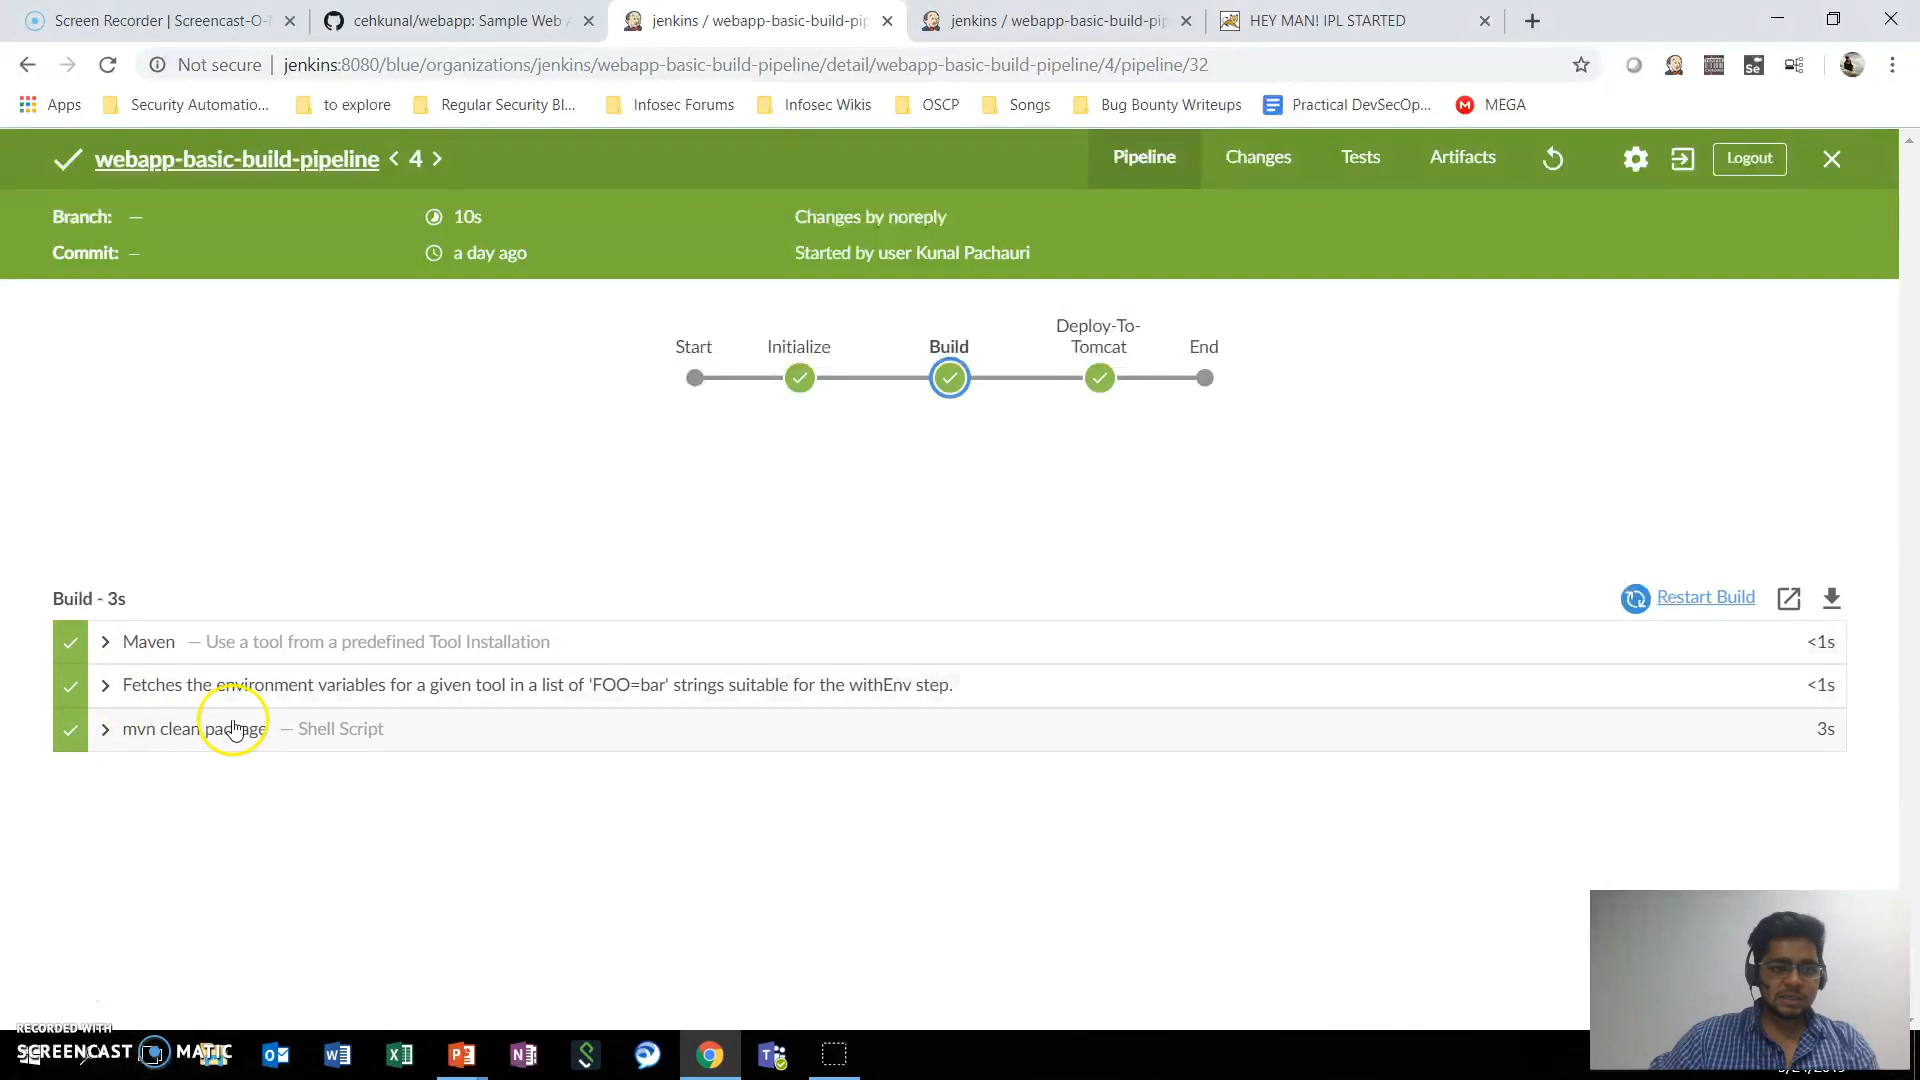 Screen Recorder | Screencast-O-
cehkunal/webapp: Sample Web
jenkins / webapp-basic-build-pip
jenkins / webapp-basic-build-pip
HEY MAN! IPL STARTED
Not secure | jenkins:8080/blue/organizations/jenkins/webapp-basic-build-pipeline/detail/webapp-basic-build-pipeline/4/pipeline/32
Apps
Security Automatio...
to explore
Regular Security Bl...
Infosec Forums
Infosec Wikis
OSCP
Songs
Bug Bounty Writeups
Practical DevSecOp...
MEGA
webapp-basic-build-pipeline < 4 >
Pipeline
Changes
Tests
Artifacts
Logout
Branch: —
10s
Changes by noreply
Commit: –
a day ago
Started by user Kunal Pachauri
Start
Initialize
Build
Deploy-To-
Tomcat
End
Build - 3s
Restart Build
Maven — Use a tool from a predefined Tool Installation <1s
Fetches the environment variables for a given tool in a list of 'FOO=bar' strings suitable for the withEnv step. <1s
mvn clean package — Shell Script 3s
RECORDED WITH
SCREENCAST MATIC